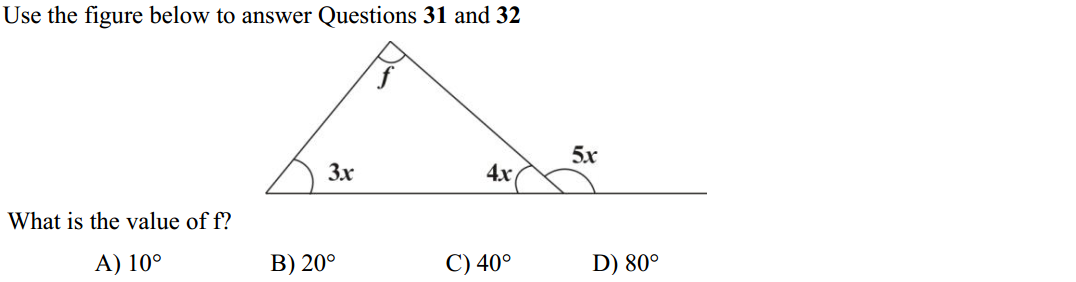 Use the figure below to answer Questions 31 and 32
f
5x
3x 4x
What is the value of f?
A) 10° B) 20° C) 40° D) 80°